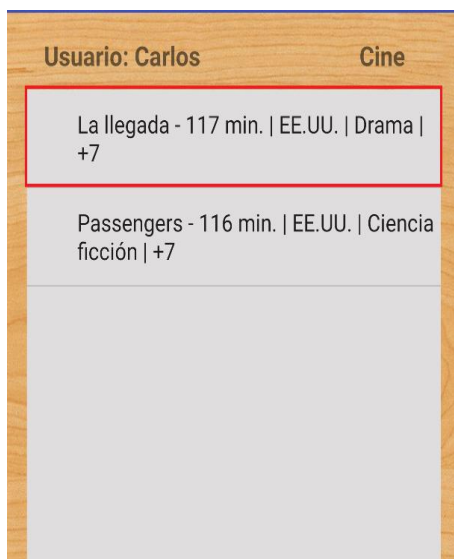 Usuario: Carlos Cine
La llegada - 117 min. | EE.UU. | Drama |
+7
Passengers - 116 min. | EE.UU. | Ciencia
ficción | +7